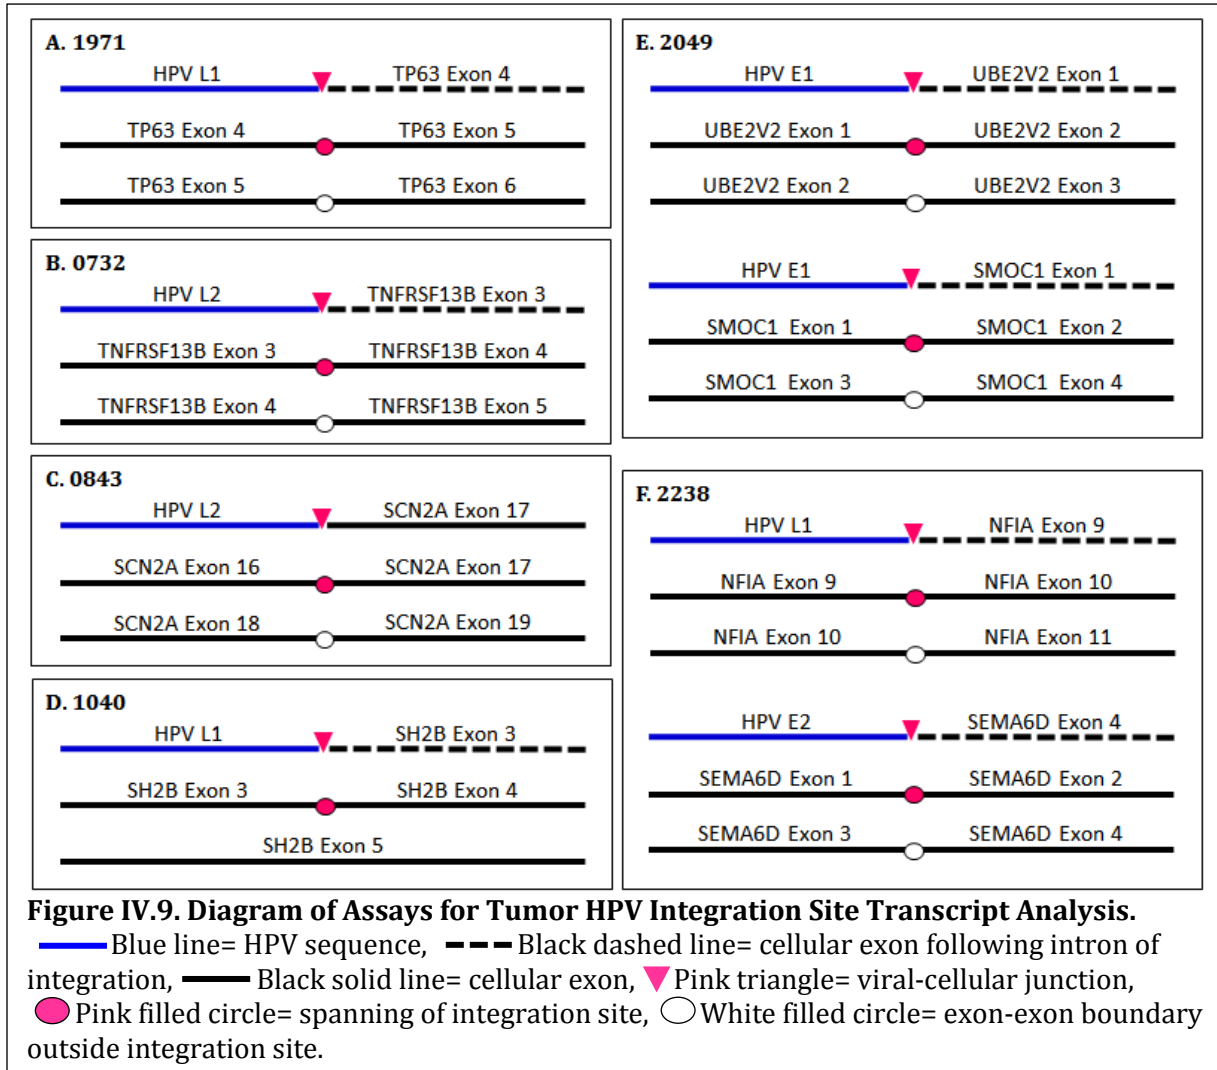 A. 1971
HPV L1 TP63 Exon 4
TP63 Exon 4 TP63 Exon 5
TP63 Exon 5 TP63 Exon 6
B. 0732
HPV L2 TNFRSF13B Exon 3
TNFRSF13B Exon 3 TNFRSF13B Exon 4
TNFRSF13B Exon 4 TNFRSF13B Exon 5
C. 0843
HPV L2 SCN2A Exon 17
SCN2A Exon 16 SCN2A Exon 17
SCN2A Exon 18 SCN2A Exon 19
D. 1040
HPV L1 SH2B Exon 3
SH2B Exon 3 SH2B Exon 4
SH2B Exon 5
E. 2049
HPV E1 UBE2V2 Exon 1
UBE2V2 Exon 1 UBE2V2 Exon 2
UBE2V2 Exon 2 UBE2V2 Exon 3
HPV E1 SMOC1 Exon 1
SMOC1 Exon 1 SMOC1 Exon 2
SMOC1 Exon 3 SMOC1 Exon 4
F. 2238
HPV L1 NFIA Exon 9
NFIA Exon 9 NFIA Exon 10
NFIA Exon 10 NFIA Exon 11
HPV E2 SEMA6D Exon 4
SEMA6D Exon 1 SEMA6D Exon 2
SEMA6D Exon 3 SEMA6D Exon 4
Figure IV.9. Diagram of Assays for Tumor HPV Integration Site Transcript Analysis.
Blue line= HPV sequence, Black dashed line= cellular exon following intron of
integration, Black solid line= cellular exon, Pink triangle= viral-cellular junction,
Pink filled circle= spanning of integration site, White filled circle= exon-exon boundary
outside integration site.